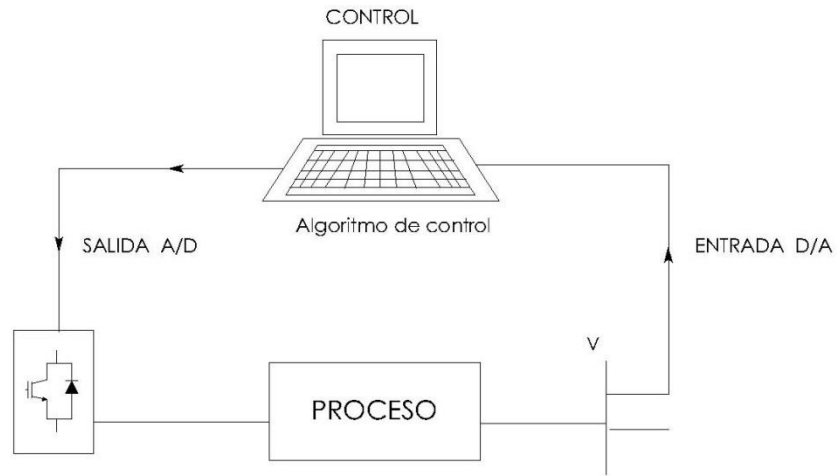 CONTROL
Algoritmo de control
SALIDA A/D
ENTRADA D/A
V
PROCESO